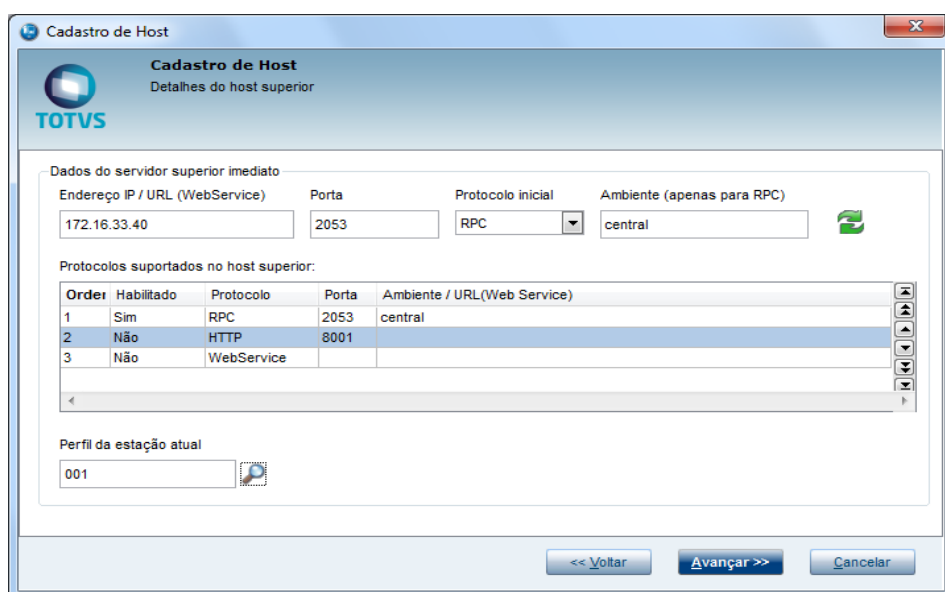 Cadastro de Host
Cadastro de Host
Detalhes do host superior
TOTVS
Dados do servidor superior imediato
Endereço IP / URL (WebService) Porta Protocolo inicial Ambiente (apenas para RPC)
172.16.33.40 2053 RPC central
Protocolos suportados no host superior:
Order Habilitado Protocolo Porta Ambiente / URL(Web Service)
1 Sim RPC 2053 central
2 Não HTTP 8001
3 Não WebService
Perfil da estação atual
001
<< Voltar Avançar >> Cancelar